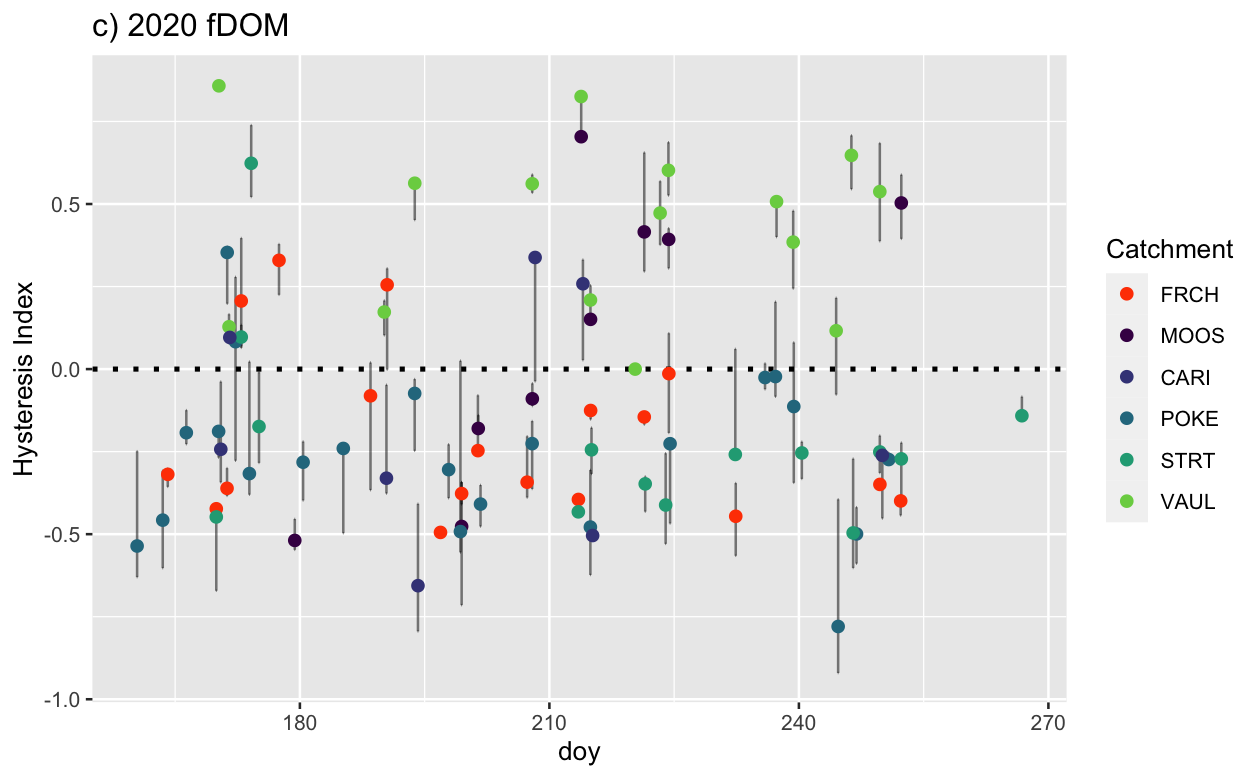 c) 2020 fDOM
Hysteresis Index
0.5
0.0
-0.5
-1.0
180
210
240
270
doy
Catchment
FRCH
MOOS
CARI
POKE
STRT
VAUL